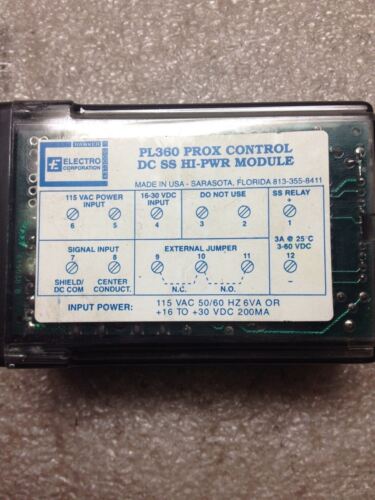 HAWKER
E ELECTRO
CORPORATION
PL360 PROX CONTROL
DC SS HI-PWR MODULE
MADE IN USA - SARASOTA, FLORIDA 813-355-8411
115 VAC POWER
INPUT
6 5
16-30 VDC
INPUT
4
DO NOT USE
3 2
SS RELAY
+
1
3A @ 25°C
3-60 VDC
12
–
SIGNAL INPUT
7 8
SHIELD/
DC COM
CENTER
CONDUCT.
EXTERNAL JUMPER
9 10 11
N.C. N.O.
INPUT POWER: 115 VAC 50/60 HZ 6VA OR
+16 TO +30 VDC 200MA